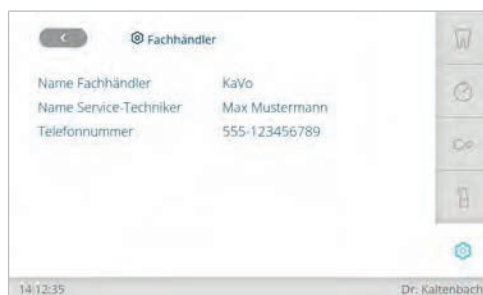 Fachhändler
Name Fachhändler KaVo
Name Service-Techniker Max Mustermann
Telefonnummer 555-123456789
14:12:35 Dr. Kaltenbach